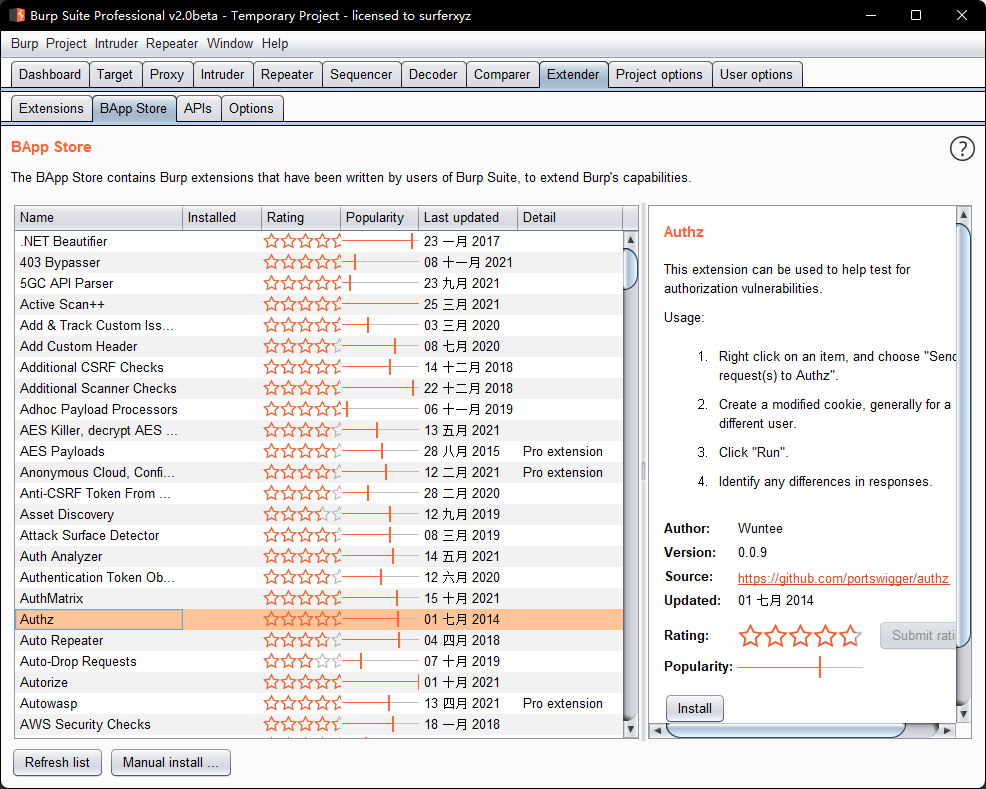 Burp Suite Professional v2.0beta - Temporary Project - licensed to surferxyz
Burp Project Intruder Repeater Window Help
Dashboard Target Proxy Intruder Repeater Sequencer Decoder Comparer Extender Project options User options
Extensions BApp Store APIs Options
BApp Store
?
The BApp Store contains Burp extensions that have been written by users of Burp Suite, to extend Burp's capabilities.
Name Installed Rating Popularity Last updated Detail
.NET Beautifier 23 一月 2017
403 Bypasser 08 十一月 2021
5GC API Parser 23 九月 2021
Active Scan++ 25 三月 2021
Add & Track Custom Iss... 03 三月 2020
Add Custom Header 08 七月 2020
Additional CSRF Checks 14 十二月 2018
Additional Scanner Checks 22 十二月 2018
Adhoc Payload Processors 06 十一月 2019
AES Killer, decrypt AES ... 13 五月 2021
AES Payloads 28 八月 2015 Pro extension
Anonymous Cloud, Confi... 12 二月 2021 Pro extension
Anti-CSRF Token From ... 28 二月 2020
Asset Discovery 12 九月 2019
Attack Surface Detector 08 三月 2019
Auth Analyzer 14 五月 2021
Authentication Token Ob... 12 六月 2020
AuthMatrix 15 十月 2021
Authz 01 七月 2014
Auto Repeater 04 四月 2018
Auto-Drop Requests 07 十月 2019
Autorize 01 十月 2021
Autowasp 13 四月 2021 Pro extension
AWS Security Checks 18 一月 2018
Authz
This extension can be used to help test for
authorization vulnerabilities.
Usage:
1. Right click on an item, and choose "Send
request(s) to Authz".
2. Create a modified cookie, generally for a
different user.
3. Click "Run".
4. Identify any differences in responses.
Author: Wuntee
Version: 0.0.9
Source: https://github.com/portswigger/authz
Updated: 01 七月 2014
Rating: Submit rati
Popularity:
Install
Refresh list Manual install ...